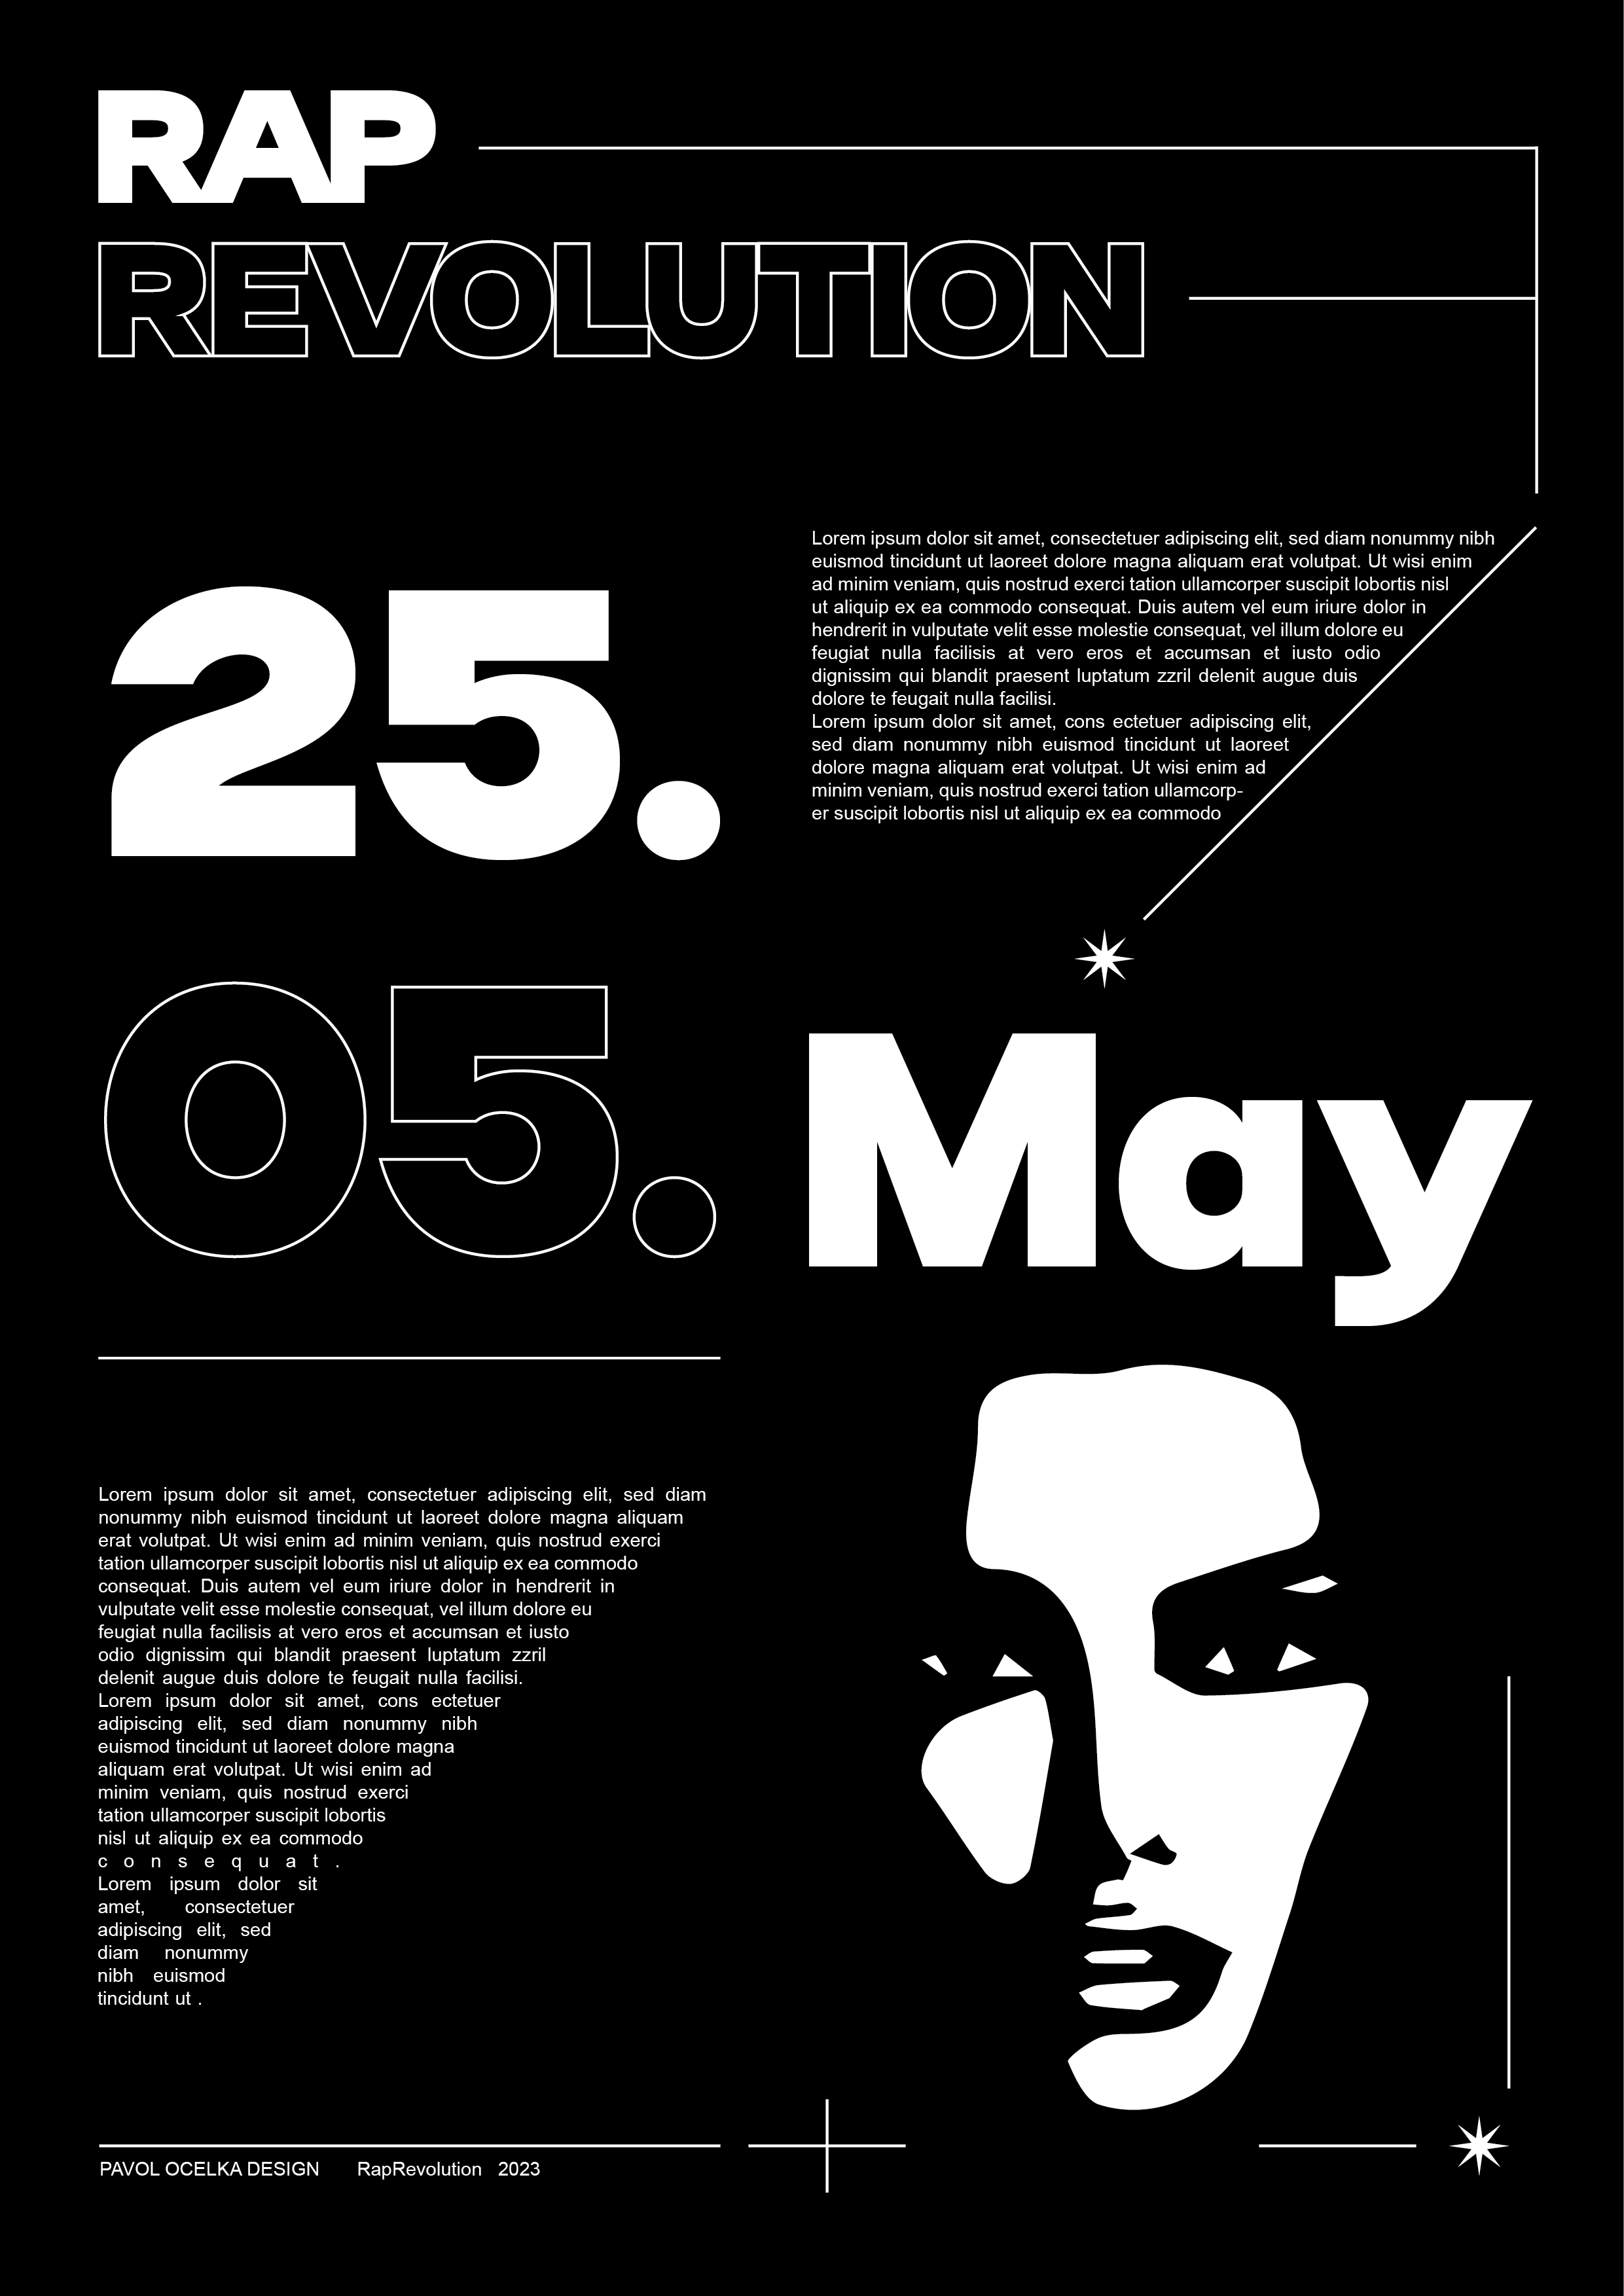 RAP
REVOLUTION
25.
Lorem ipsum dolor sit amet, consectetuer adipiscing elit, sed diam nonummy nibh
euismod tincidunt ut laoreet dolore magna aliquam erat volutpat. Ut wisi enim
ad minim veniam, quis nostrud exerci tation ullamcorper suscipit lobortis nisl
ut aliquip ex ea commodo consequat. Duis autem vel eum iriure dolor in
hendrerit in vulputate velit esse molestie consequat, vel illum dolore eu
feugiat nulla facilisis at vero eros et accumsan et iusto odio
dignissim qui blandit praesent luptatum zzril delenit augue duis
dolore te feugait nulla facilisi.
Lorem ipsum dolor sit amet, cons ectetuer adipiscing elit,
sed diam nonummy nibh euismod tincidunt ut laoreet
dolore magna aliquam erat volutpat. Ut wisi enim ad
minim veniam, quis nostrud exerci tation ullamcorp-
er suscipit lobortis nisl ut aliquip ex ea commodo
05.
May
Lorem ipsum dolor sit amet, consectetuer adipiscing elit, sed diam
nonummy nibh euismod tincidunt ut laoreet dolore magna aliquam
erat volutpat. Ut wisi enim ad minim veniam, quis nostrud exerci
tation ullamcorper suscipit lobortis nisl ut aliquip ex ea commodo
consequat. Duis autem vel eum iriure dolor in hendrerit in
vulputate velit esse molestie consequat, vel illum dolore eu
feugiat nulla facilisis at vero eros et accumsan et iusto
odio dignissim qui blandit praesent luptatum zzril
delenit augue duis dolore te feugait nulla facilisi.
Lorem ipsum dolor sit amet, cons ectetuer
adipiscing elit, sed diam nonummy nibh
euismod tincidunt ut laoreet dolore magna
aliquam erat volutpat. Ut wisi enim ad
minim veniam, quis nostrud exerci
tation ullamcorper suscipit lobortis
nisl ut aliquip ex ea commodo
c o n s e q u a t .
Lorem ipsum dolor sit
amet, consectetuer
adipiscing elit, sed
diam nonummy
nibh euismod
tincidunt ut .
PAVOL OCELKA DESIGN RapRevolution 2023